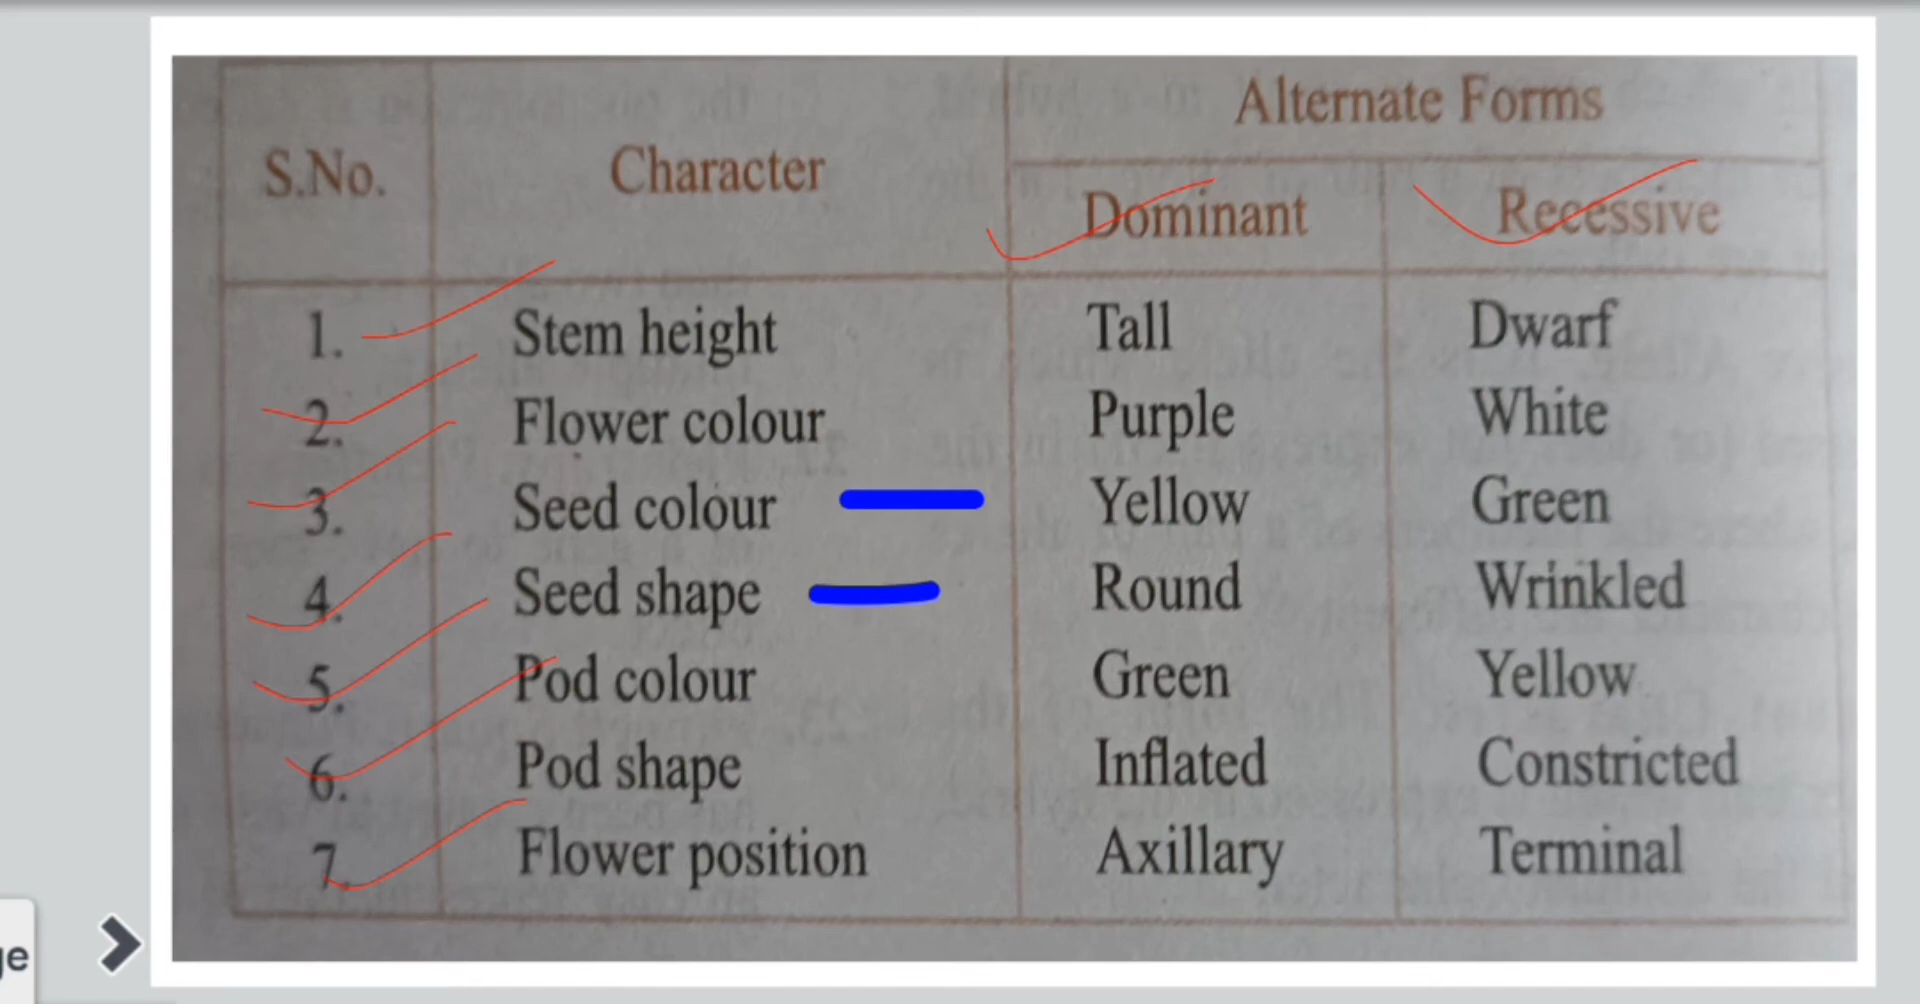 Alternate Forms
S.No. Character Dominant Recessive
1. Stem height Tall Dwarf
2. Flower colour Purple White
3. Seed colour Yellow Green
4. Seed shape Round Wrinkled
5. Pod colour Green Yellow
6. Pod shape Inflated Constricted
7. Flower position Axillary Terminal
ge